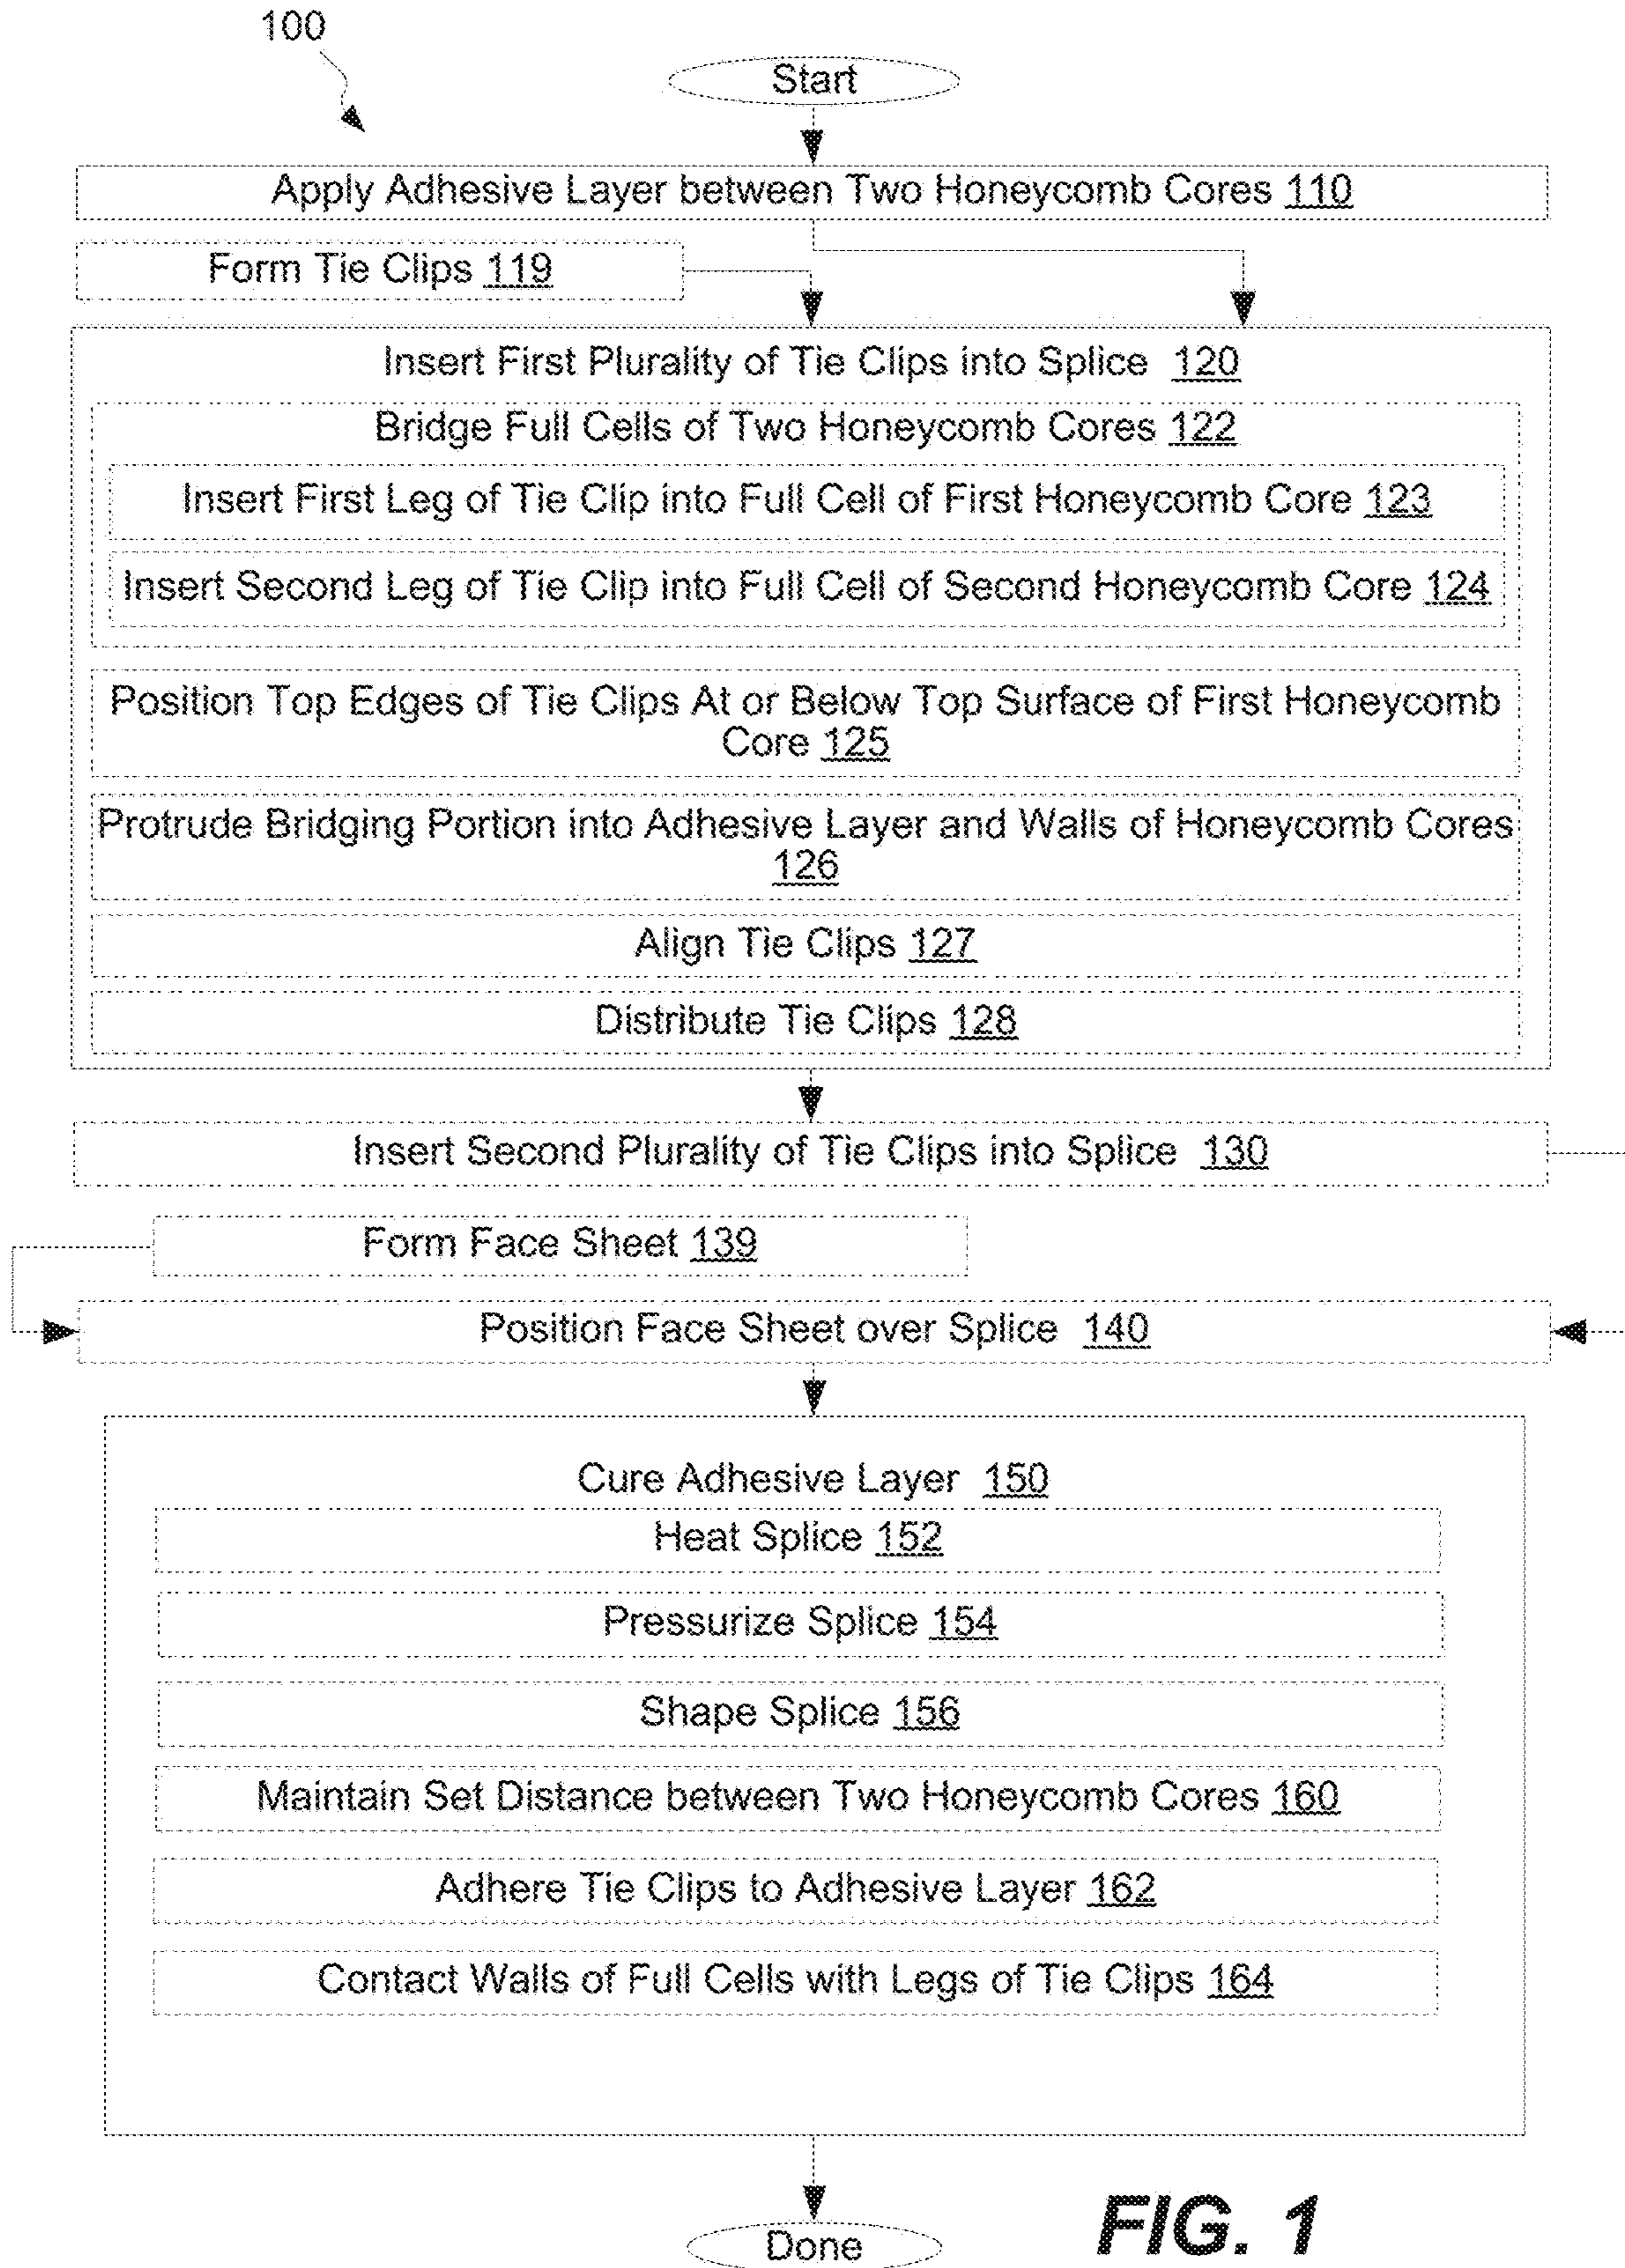 100
Start
Apply Adhesive Layer between Two Honeycomb Cores 110
Form Tie Clips 119
Insert First Plurality of Tie Clips into Splice 120
Bridge Full Cells of Two Honeycomb Cores 122
Insert First Leg of Tie Clip into Full Cell of First Honeycomb Core 123
Insert Second Leg of Tie Clip into Full Cell of Second Honeycomb Core 124
Position Top Edges of Tie Clips At or Below Top Surface of First Honeycomb
Core 125
Protrude Bridging Portion into Adhesive Layer and Walls of Honeycomb Cores
126
Align Tie Clips 127
Distribute Tie Clips 128
Insert Second Plurality of Tie Clips into Splice 130
Form Face Sheet 139
Position Face Sheet over Splice 140
Cure Adhesive Layer 150
Heat Splice 152
Pressurize Splice 154
Shape Splice 156
Maintain Set Distance between Two Honeycomb Cores 160
Adhere Tie Clips to Adhesive Layer 162
Contact Walls of Full Cells with Legs of Tie Clips 164
Done
FIG. 1